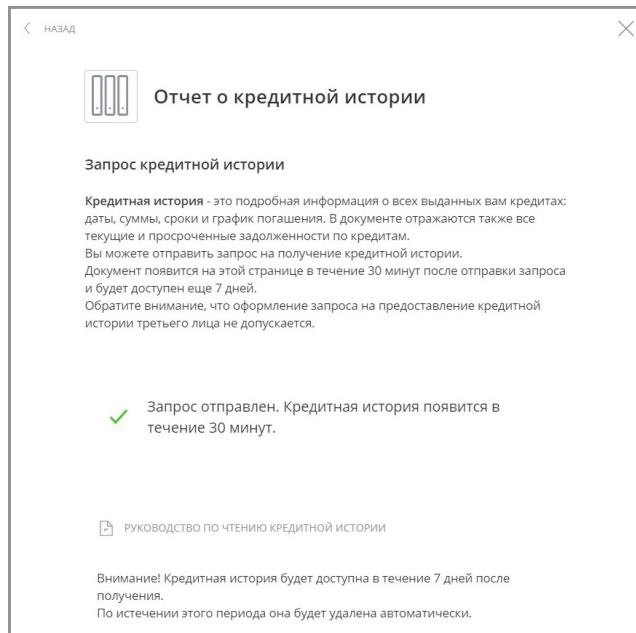 НАЗАД
Отчет о кредитной истории
Запрос кредитной истории
Кредитная история - это подробная информация о всех выданных вам кредитах:
даты, суммы, сроки и график погашения. В документе отражаются также все
текущие и просроченные задолженности по кредитам.
Вы можете отправить запрос на получение кредитной истории.
Документ появится на этой странице в течение 30 минут после отправки запроса
и будет доступен еще 7 дней.
Обратите внимание, что оформление запроса на предоставление кредитной
истории третьего лица не допускается.
Запрос отправлен. Кредитная история появится в
течение 30 минут.
РУКОВОДСТВО ПО ЧТЕНИЮ КРЕДИТНОЙ ИСТОРИИ
Внимание! Кредитная история будет доступна в течение 7 дней после
получения.
По истечении этого периода она будет удалена автоматически.